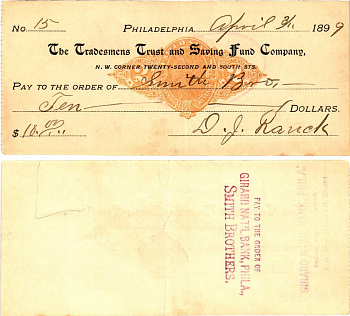 No. 15 Philadelphia, April 3/ 1899
The Tradesmens Trust and Saving Fund Company,
N. W. CORNER TWENTY-SECOND AND SOUTH STS.
PAY TO THE ORDER OF Smith Bro,
Ten DOLLARS.
$ 10.00 D. J. Ranck
PAY TO THE ORDER OF
GIRARD NAT'L BANK, PHILA.,
SMITH BROTHERS.